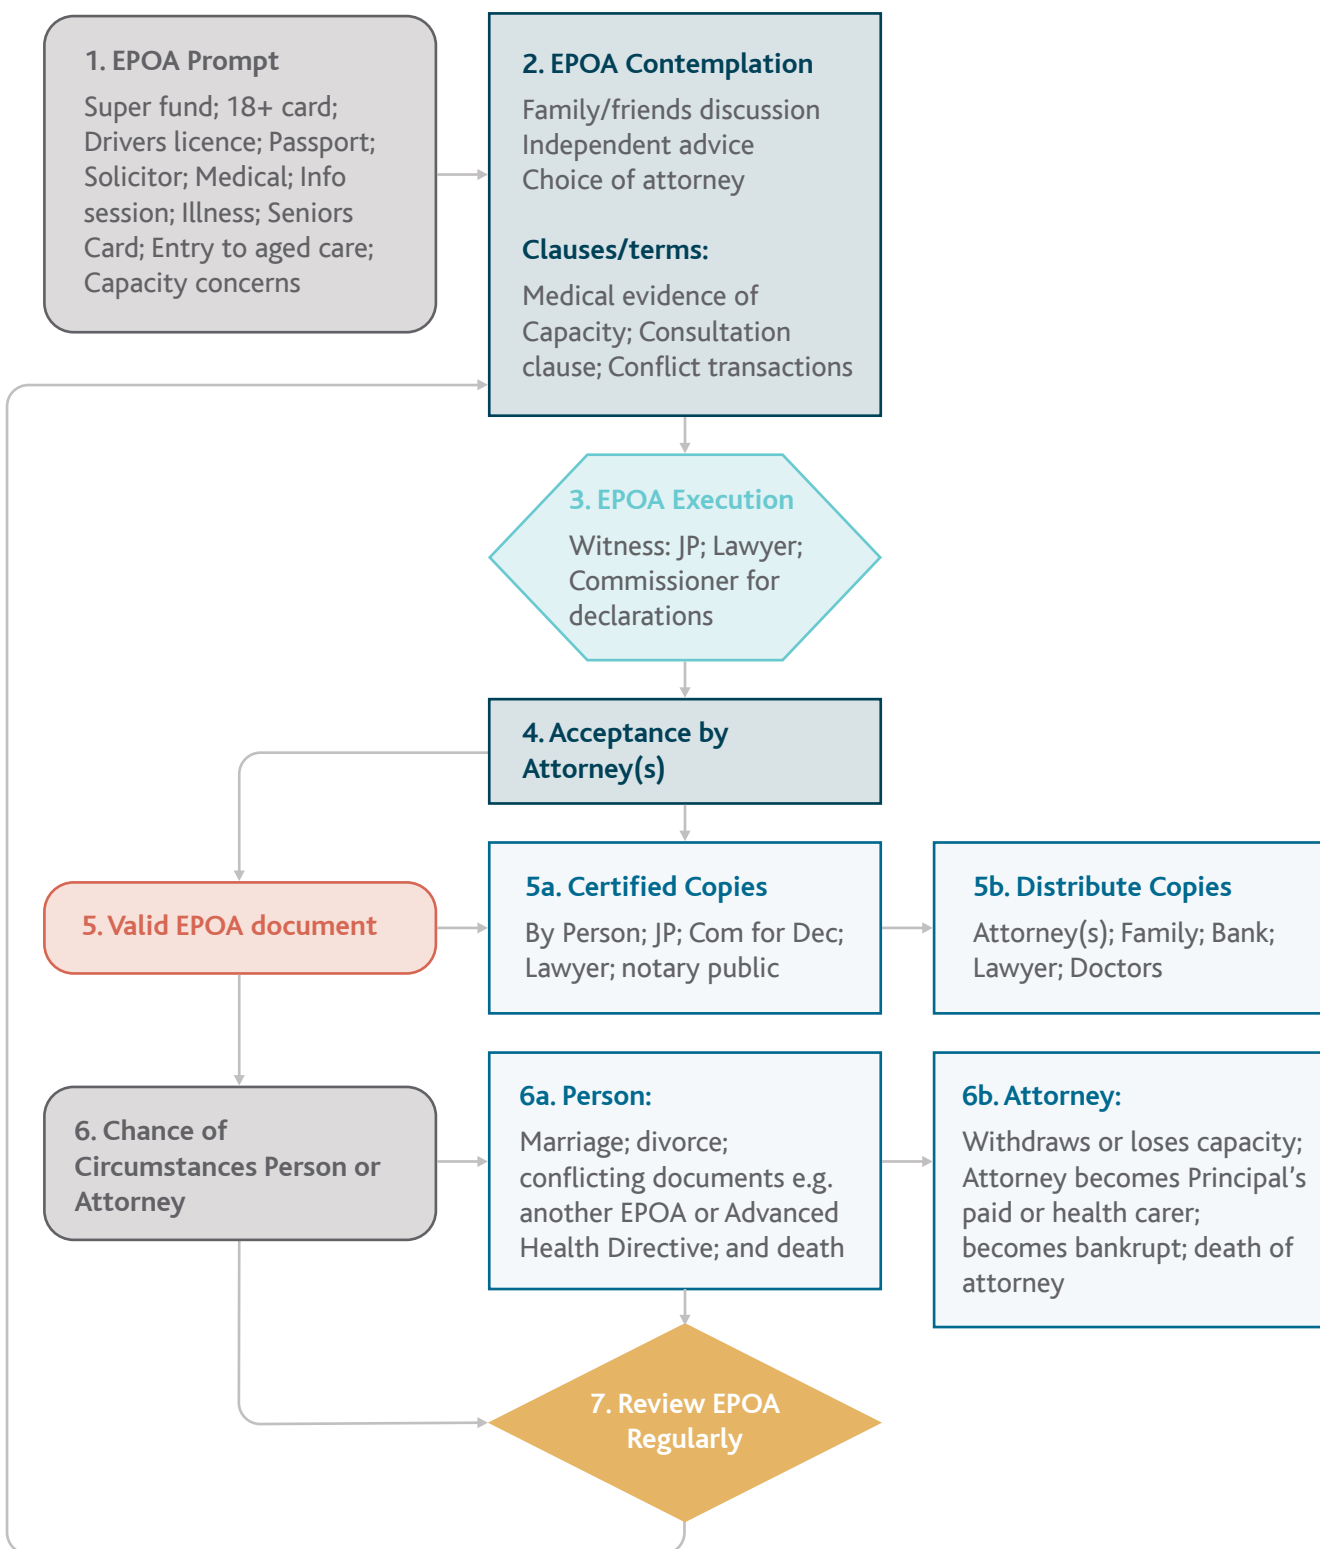 1. EPOA Prompt
Super fund; 18+ card;
Drivers licence; Passport;
Solicitor; Medical; Info
session; Illness; Seniors
Card; Entry to aged care;
Capacity concerns
2. EPOA Contemplation
Family/friends discussion
Independent advice
Choice of attorney
Clauses/terms:
Medical evidence of
Capacity; Consultation
clause; Conflict transactions
3. EPOA Execution
Witness: JP; Lawyer;
Commissioner for
declarations
4. Acceptance by
Attorney(s)
5. Valid EPOA document
5a. Certified Copies
By Person; JP; Com for Dec;
Lawyer; notary public
5b. Distribute Copies
Attorney(s); Family; Bank;
Lawyer; Doctors
6. Chance of
Circumstances Person or
Attorney
6a. Person:
Marriage; divorce;
conflicting documents e.g.
another EPOA or Advanced
Health Directive; and death
6b. Attorney:
Withdraws or loses capacity;
Attorney becomes Principal’s
paid or health carer;
becomes bankrupt; death of
attorney
7. Review EPOA
Regularly